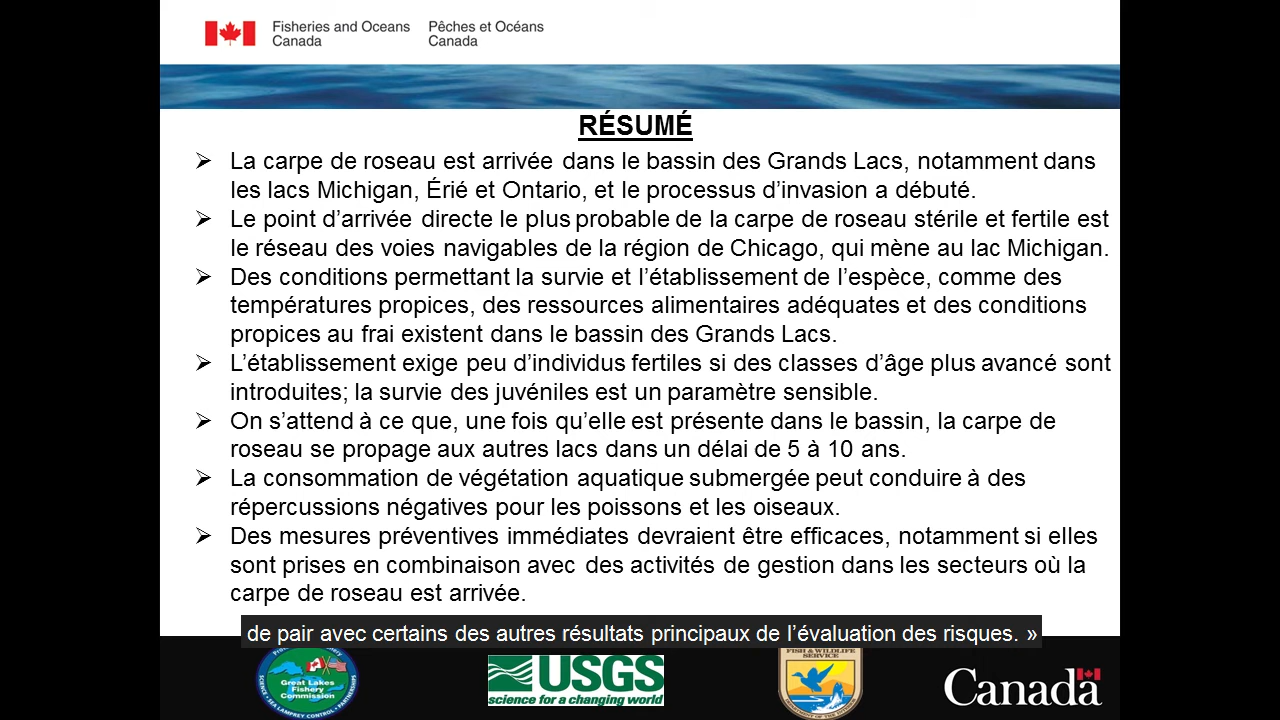 Fisheries and Oceans Pêches et Océans
Canada Canada
RÉSUMÉ
➢ La carpe de roseau est arrivée dans le bassin des Grands Lacs, notamment dans
les lacs Michigan, Érié et Ontario, et le processus d’invasion a débuté.
➢ Le point d’arrivée directe le plus probable de la carpe de roseau stérile et fertile est
le réseau des voies navigables de la région de Chicago, qui mène au lac Michigan.
➢ Des conditions permettant la survie et l’établissement de l’espèce, comme des
températures propices, des ressources alimentaires adéquates et des conditions
propices au frai existent dans le bassin des Grands Lacs.
➢ L’établissement exige peu d’individus fertiles si des classes d’âge plus avancé sont
introduites; la survie des juvéniles est un paramètre sensible.
➢ On s’attend à ce que, une fois qu’elle est présente dans le bassin, la carpe de
roseau se propage aux autres lacs dans un délai de 5 à 10 ans.
➢ La consommation de végétation aquatique submergée peut conduire à des
répercussions négatives pour les poissons et les oiseaux.
➢ Des mesures préventives immédiates devraient être efficaces, notamment si elles
sont prises en combinaison avec des activités de gestion dans les secteurs où la
carpe de roseau est arrivée.
de pair avec certains des autres résultats principaux de l’évaluation des risques. »
Great Lakes
Fishery
Commission
SCIENCE • SEA LAMPREY CONTROL • PARTNERSHIPS
USGS
science for a changing world
FISH & WILDLIFE
SERVICE
Canada